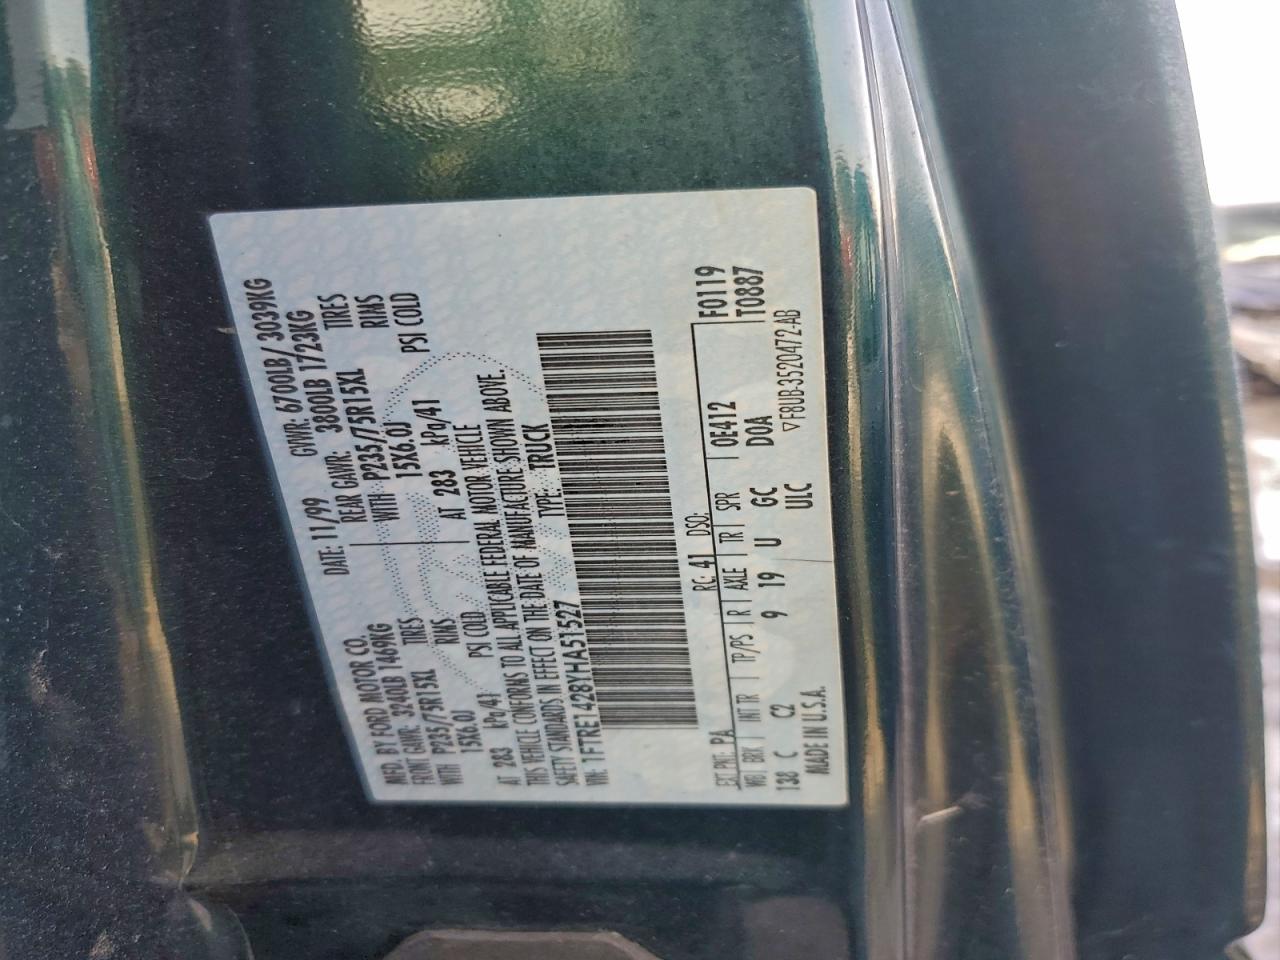 MFD. BY FORD MOTOR CO.
DATE: 11/99 GVWR: 6700LB/ 3039KG
FRONT GAWR: 3240LB 1469KG REAR GAWR: 3800LB 1723KG
WITH P235/75R15XL TIRES WITH P235/75R15XL TIRES
15X6.0J RIMS 15X6.0J RIMS
AT 283 kPa/41 PSI COLD AT 283 kPa/41 PSI COLD
THIS VEHICLE CONFORMS TO ALL APPLICABLE FEDERAL MOTOR VEHICLE
SAFETY STANDARDS IN EFFECT ON THE DATE OF MANUFACTURE SHOWN ABOVE.
VIN: 1FTRE1428YHA51527 TYPE: TRUCK
F0119
RC: 41 DSO: T0887
EXT PNT: PA
WB BRK INT TR TP/PS R AXLE TR SPR 0E412
138 C C2 9 19 U GC D0A
MADE IN U.S.A. ULC ▽F8UB-3520472-AB